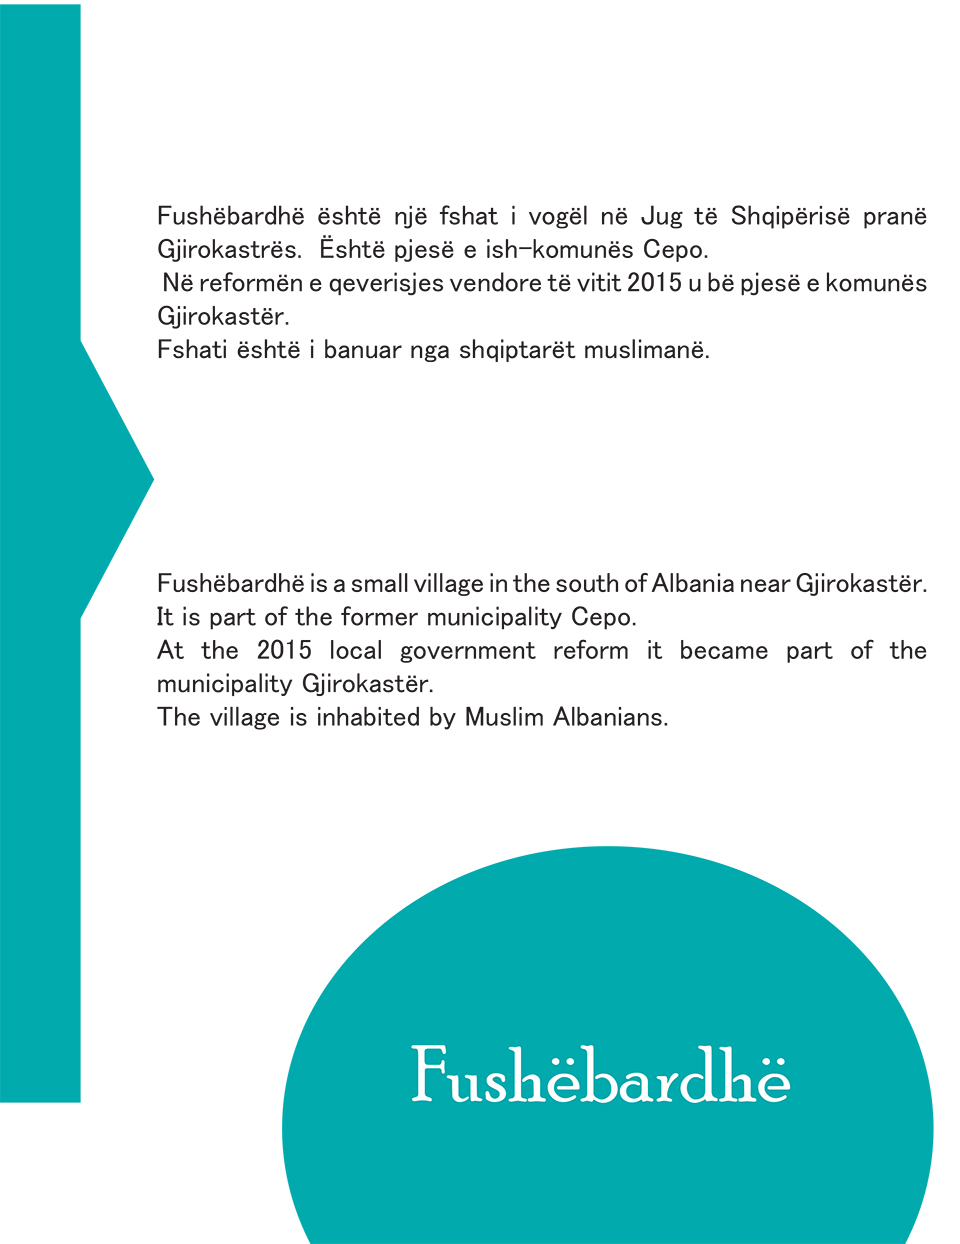 Fushëbardhë është një fshat i vogël në Jug të Shqipërisë pranë
Gjirokastrës. Është pjesë e ish-komunës Cepo.
Në reformën e qeverisjes vendore të vitit 2015 u bë pjesë e komunës
Gjirokastër.
Fshati është i banuar nga shqiptarët muslimanë.
Fushëbardhë is a small village in the south of Albania near Gjirokastër.
It is part of the former municipality Cepo.
At the 2015 local government reform it became part of the
municipality Gjirokastër.
The village is inhabited by Muslim Albanians.
Fushëbardhë